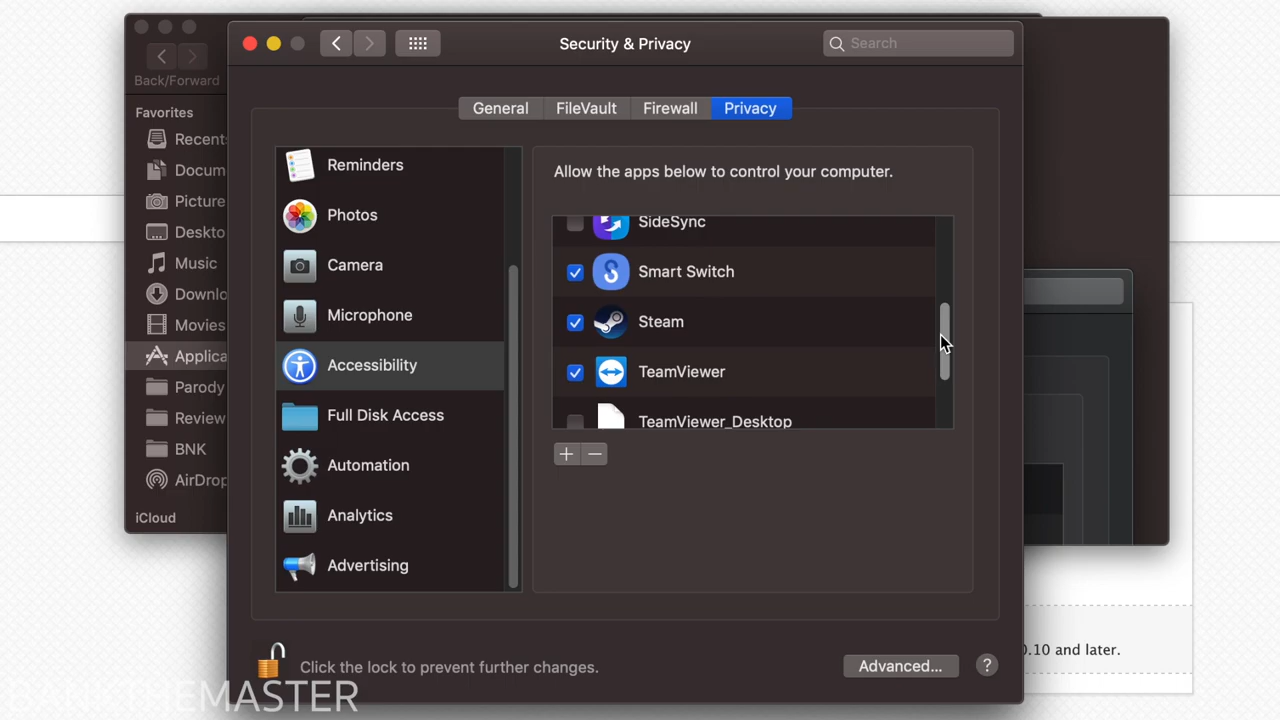 Security & Privacy
Search
Back/Forward
General
FileVault
Firewall
Privacy
Favorites
Recent
Docum
Picture
Deskto
Music
Downlo
Movies
Applica
Parody
Review
BNK
AirDrop
iCloud
Reminders
Photos
Camera
Microphone
Accessibility
Full Disk Access
Automation
Analytics
Advertising
Allow the apps below to control your computer.
SideSync
Smart Switch
Steam
TeamViewer
TeamViewer_Desktop
+ −
Click the lock to prevent further changes.
Advanced...
?
.10 and later.
THEMASTER